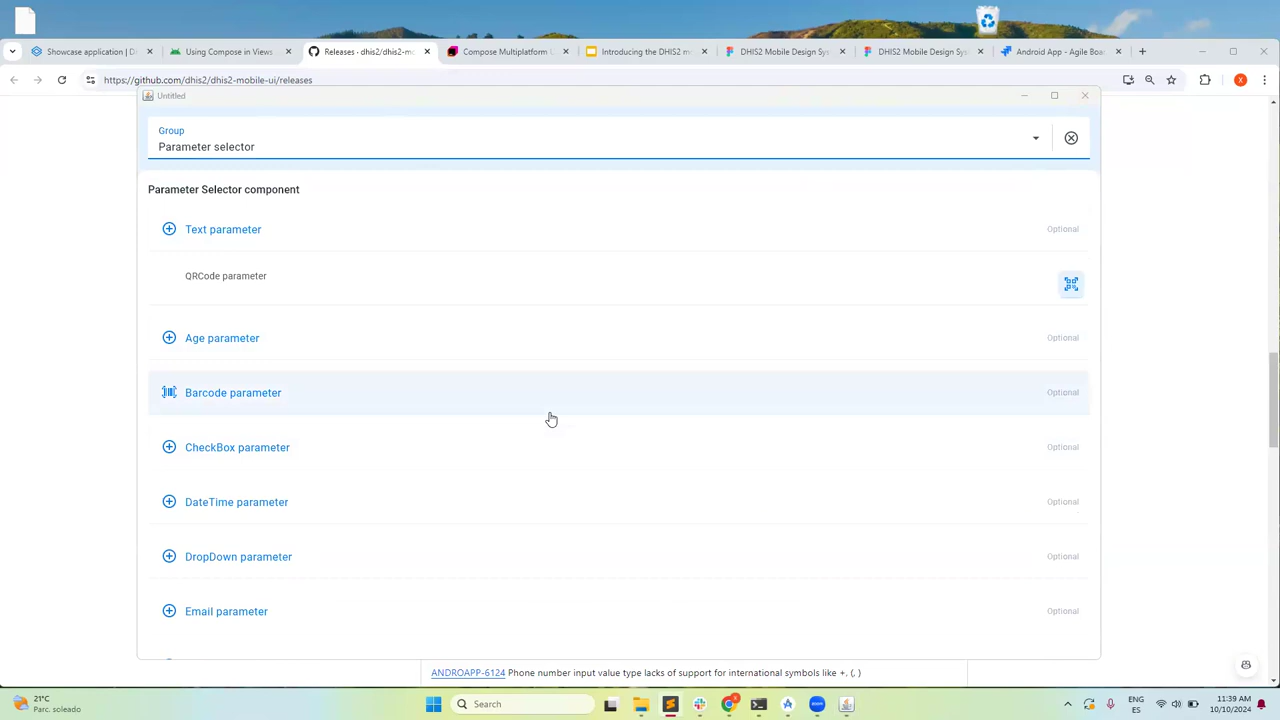 Showcase application | D
Using Compose in Views
Releases · dhis2/dhis2-mo
Compose Multiplatform U
Introducing the DHIS2 m
DHIS2 Mobile Design Sys
DHIS2 Mobile Design Sys
Android App - Agile Boa
https://github.com/dhis2/dhis2-mobile-ui/releases
X
Untitled
Group
Parameter selector
Parameter Selector component
Text parameter
Optional
QRCode parameter
Age parameter
Optional
Barcode parameter
Optional
CheckBox parameter
Optional
DateTime parameter
Optional
DropDown parameter
Optional
Email parameter
Optional
ANDROAPP-6124 Phone number input value type lacks of support for international symbols like +. (, )
21°C
Parc. soleado
Search
zoom
ENG
ES
11:39 AM
10/10/2024